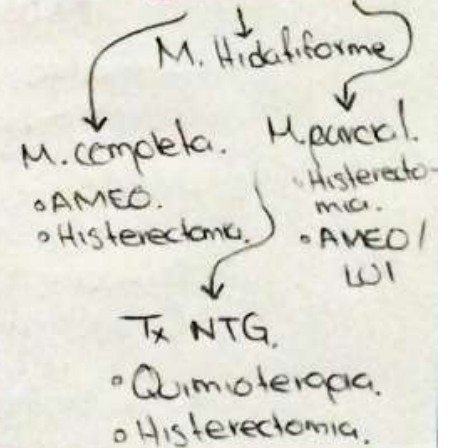 M. Hidatiforme
M. completa.
◦ AMEO.
◦ Histerectomia.
M. parcial.
◦ Histerecto-
mia.
◦ AMEO/
LUI
Tx NTG.
◦ Quimioterapia.
◦ Histerectomia.